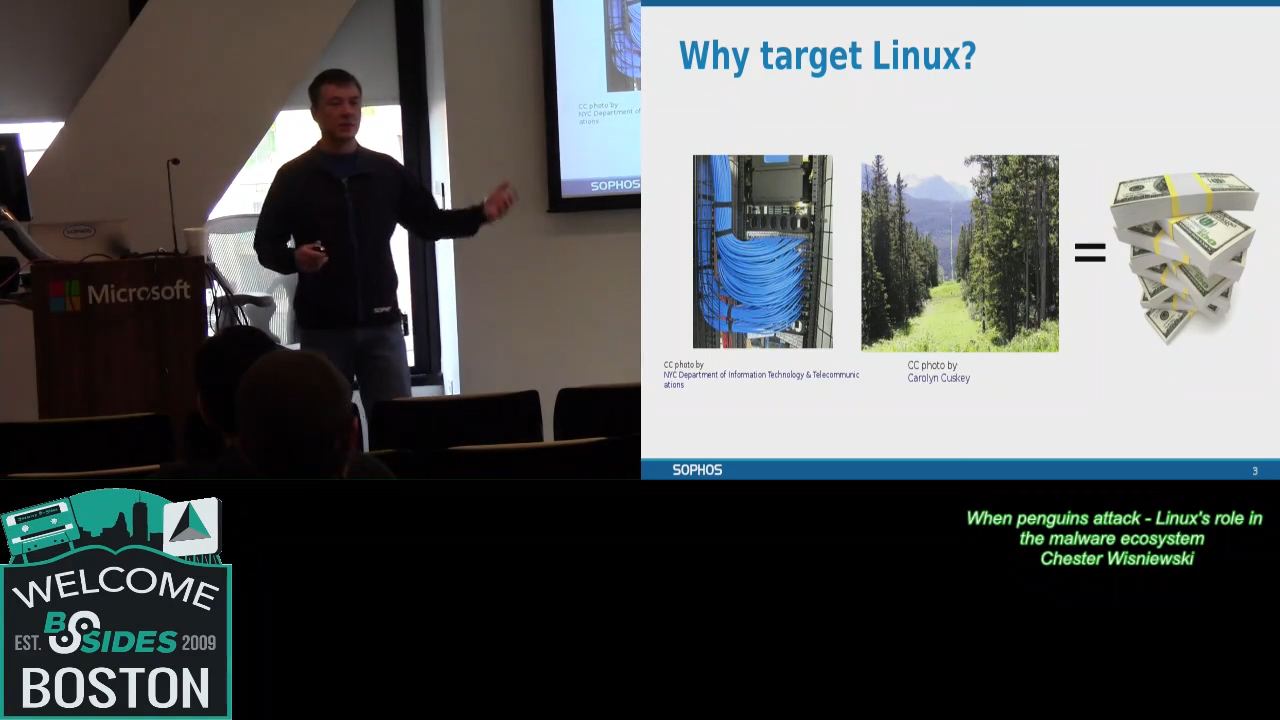 CC photo by
NYC Department of
ations
SOPHOS
SOPHOS
Microsoft
Why target Linux?
CC photo by
NYC Department of Information Technology & Telecommunic
ations
CC photo by
Carolyn Cuskey
=
SOPHOS
3
WELCOME
EST. BSIDES 2009
BOSTON
When penguins attack - Linux's role in
the malware ecosystem
Chester Wisniewski